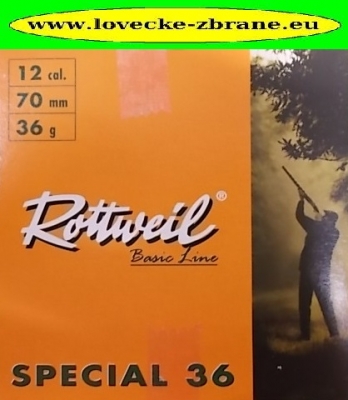 www.lovecke-zbrane.eu
12 cal.
70 mm
36 g
Rottweil®
Basic Line
SPECIAL 36